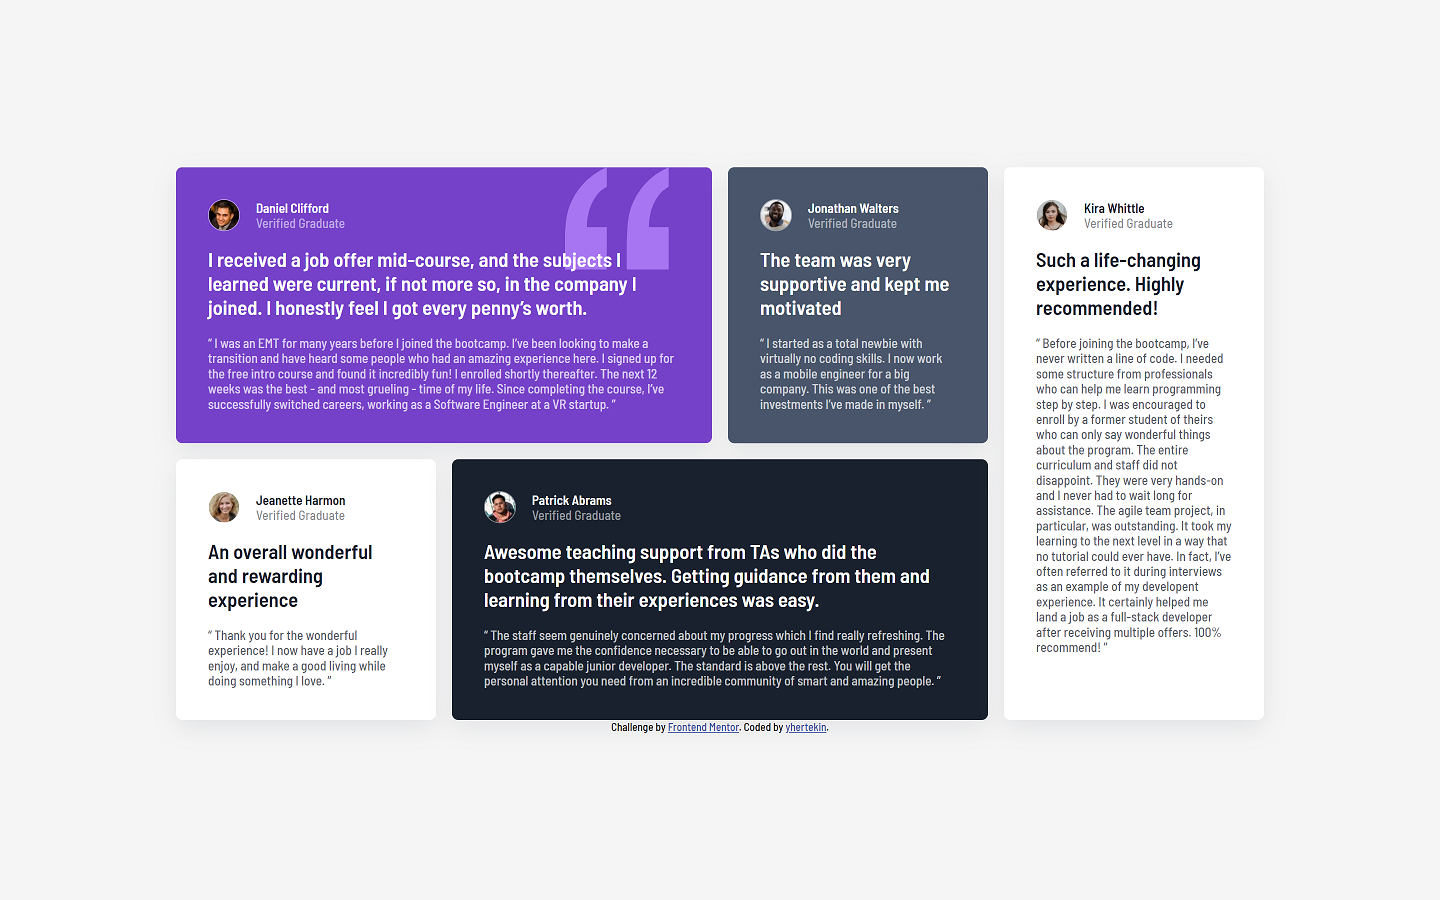 Daniel Clifford
Verified Graduate
I received a job offer mid-course, and the subjects I
learned were current, if not more so, in the company I
joined. I honestly feel I got every penny’s worth.
“ I was an EMT for many years before I joined the bootcamp. I’ve been looking to make a
transition and have heard some people who had an amazing experience here. I signed up for
the free intro course and found it incredibly fun! I enrolled shortly thereafter. The next 12
weeks was the best - and most grueling - time of my life. Since completing the course, I’ve
successfully switched careers, working as a Software Engineer at a VR startup. ”
Jonathan Walters
Verified Graduate
The team was very
supportive and kept me
motivated
“ I started as a total newbie with
virtually no coding skills. I now work
as a mobile engineer for a big
company. This was one of the best
investments I’ve made in myself. ”
Kira Whittle
Verified Graduate
Such a life-changing
experience. Highly
recommended!
“ Before joining the bootcamp, I’ve
never written a line of code. I needed
some structure from professionals
who can help me learn programming
step by step. I was encouraged to
enroll by a former student of theirs
who can only say wonderful things
about the program. The entire
curriculum and staff did not
disappoint. They were very hands-on
and I never had to wait long for
assistance. The agile team project, in
particular, was outstanding. It took my
learning to the next level in a way that
no tutorial could ever have. In fact, I’ve
often referred to it during interviews
as an example of my developent
experience. It certainly helped me
land a job as a full-stack developer
after receiving multiple offers. 100%
recommend! ”
Jeanette Harmon
Verified Graduate
An overall wonderful
and rewarding
experience
“ Thank you for the wonderful
experience! I now have a job I really
enjoy, and make a good living while
doing something I love. ”
Patrick Abrams
Verified Graduate
Awesome teaching support from TAs who did the
bootcamp themselves. Getting guidance from them and
learning from their experiences was easy.
“ The staff seem genuinely concerned about my progress which I find really refreshing. The
program gave me the confidence necessary to be able to go out in the world and present
myself as a capable junior developer. The standard is above the rest. You will get the
personal attention you need from an incredible community of smart and amazing people. ”
Challenge by Frontend Mentor. Coded by yhertekin.